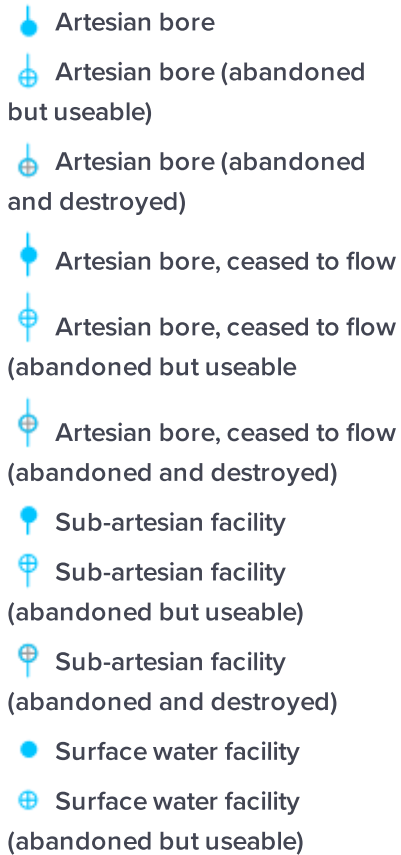 Artesian bore
Artesian bore (abandoned
but useable)
Artesian bore (abandoned
and destroyed)
Artesian bore, ceased to flow
Artesian bore, ceased to flow
(abandoned but useable
Artesian bore, ceased to flow
(abandoned and destroyed)
Sub-artesian facility
Sub-artesian facility
(abandoned but useable)
Sub-artesian facility
(abandoned and destroyed)
Surface water facility
Surface water facility
(abandoned but useable)